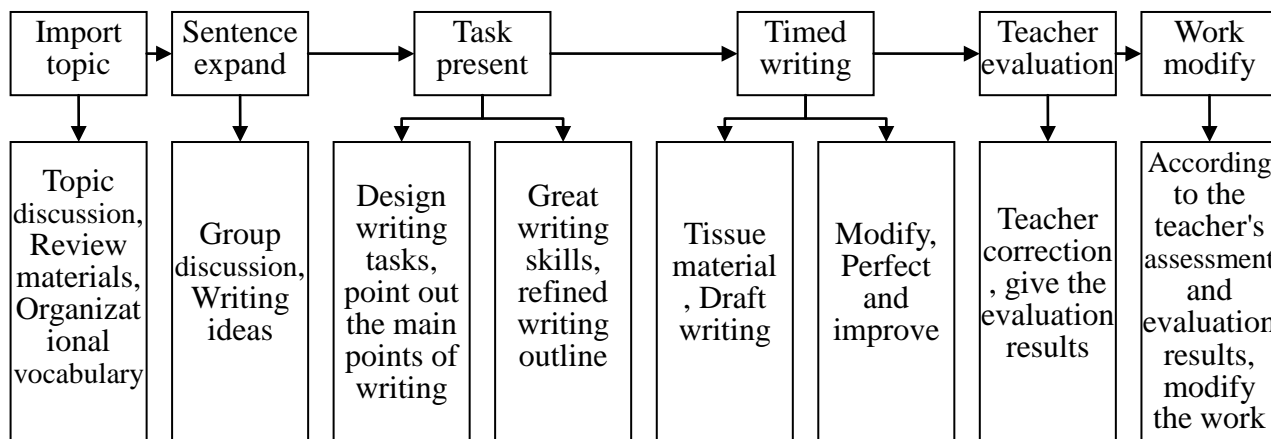 Import
topic
Sentence
expand
Task
present
Timed
writing
Teacher
evaluation
Work
modify
Topic
discussion,
Review
materials,
Organizat
ional
vocabulary
Group
discussion,
Writing
ideas
Design
writing
tasks,
point out
the main
points of
writing
Great
writing
skills,
refined
writing
outline
Tissue
material
, Draft
writing
Modify,
Perfect
and
improve
Teacher
correction
, give the
evaluation
results
According
to the
teacher's
assessment
and
evaluation
results,
modify
the work